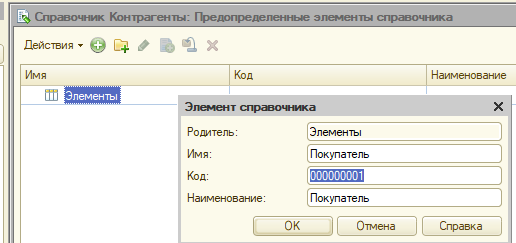 Справочник Контрагенты: Предопределенные элементы справочника
Действия
Имя Код Наименование
Элементы
Элемент справочника
Родитель: Элементы
Имя: Покупатель
Код: 000000001
Наименование: Покупатель
OK Отмена Справка